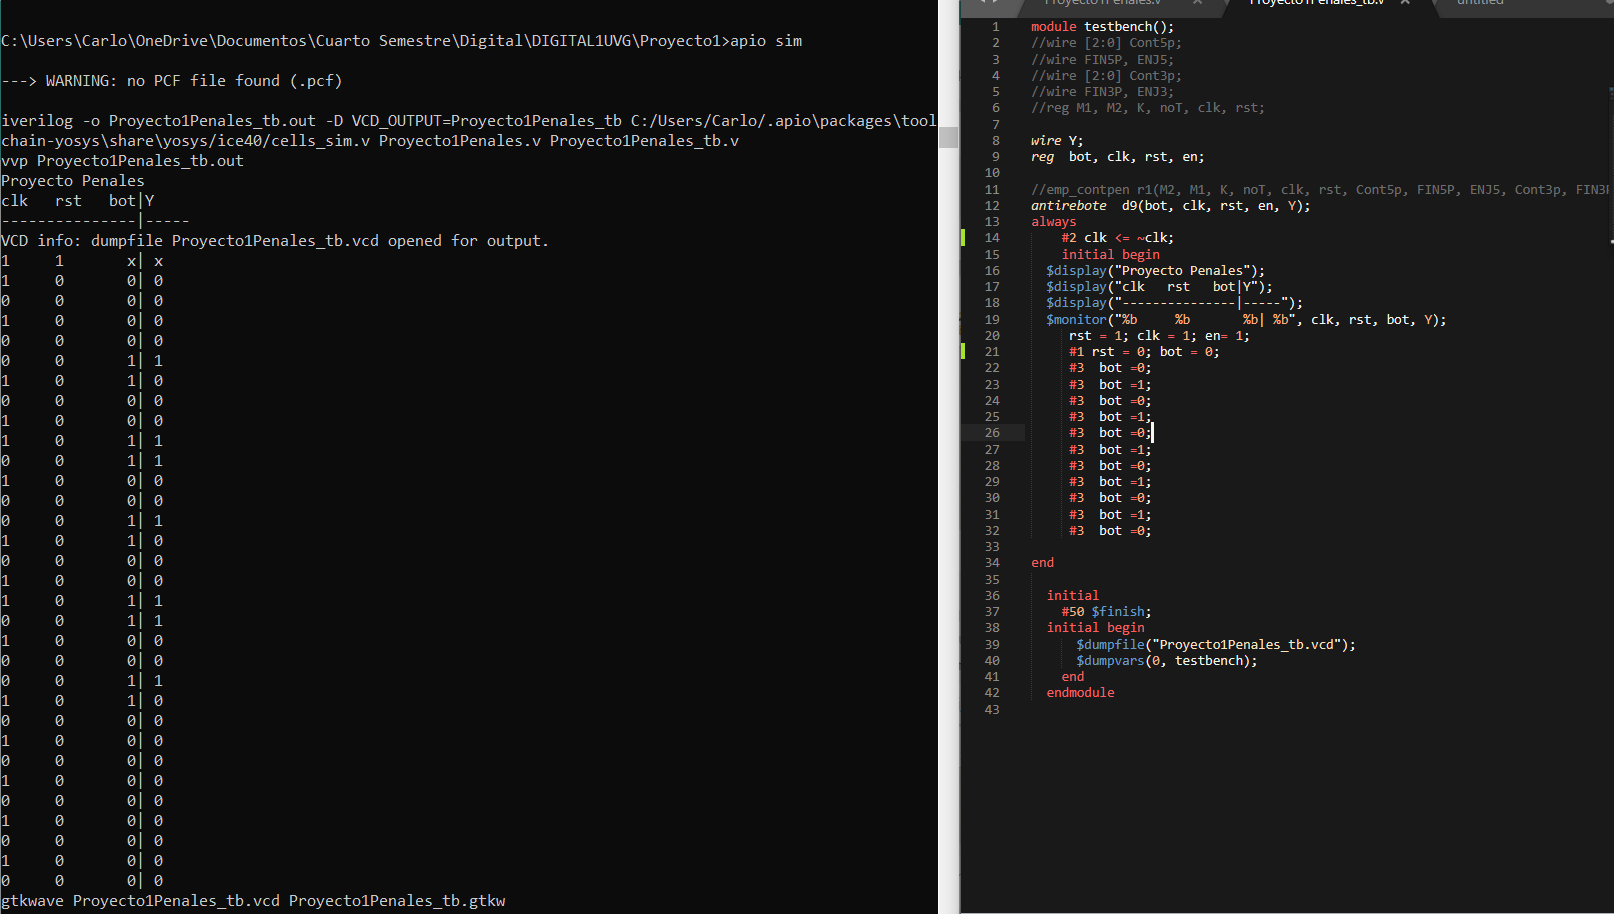 C:\Users\Carlo\OneDrive\Documentos\Cuarto Semestre\Digital\DIGITAL1UVG\Proyecto1>apio sim
---> WARNING: no PCF file found (.pcf)
iverilog -o Proyecto1Penales_tb.out -D VCD_OUTPUT=Proyecto1Penales_tb C:/Users/Carlo/.apio\packages\tool
chain-yosys\share\yosys/ice40/cells_sim.v Proyecto1Penales.v Proyecto1Penales_tb.v
vvp Proyecto1Penales_tb.out
Proyecto Penales
clk   rst   bot|Y
---------------|-----
VCD info: dumpfile Proyecto1Penales_tb.vcd opened for output.
1     1       x| x
1     0       0| 0
0     0       0| 0
1     0       0| 0
0     0       0| 0
0     0       1| 1
1     0       1| 0
0     0       0| 0
1     0       0| 0
1     0       1| 1
0     0       1| 1
1     0       0| 0
0     0       0| 0
0     0       1| 1
1     0       1| 0
0     0       0| 0
1     0       0| 0
1     0       1| 1
0     0       1| 1
1     0       0| 0
0     0       0| 0
0     0       1| 1
1     0       1| 0
0     0       0| 0
1     0       0| 0
0     0       0| 0
1     0       0| 0
0     0       0| 0
1     0       0| 0
0     0       0| 0
1     0       0| 0
0     0       0| 0
gtkwave Proyecto1Penales_tb.vcd Proyecto1Penales_tb.gtkw
Proyecto1Penales.v × Proyecto1Penales_tb.v × untitled
1 module testbench();
2 //wire [2:0] Cont5p;
3 //wire FIN5P, ENJ5;
4 //wire [2:0] Cont3p;
5 //wire FIN3P, ENJ3;
6 //reg M1, M2, K, noT, clk, rst;
7
8 wire Y;
9 reg  bot, clk, rst, en;
10
11 //emp_contpen r1(M2, M1, K, noT, clk, rst, Cont5p, FIN5P, ENJ5, Cont3p, FIN3P
12 antirebote  d9(bot, clk, rst, en, Y);
13 always
14 #2 clk <= ~clk;
15 initial begin
16 $display("Proyecto Penales");
17 $display("clk   rst   bot|Y");
18 $display("---------------|-----");
19 $monitor("%b     %b       %b| %b", clk, rst, bot, Y);
20 rst = 1; clk = 1; en= 1;
21 #1 rst = 0; bot = 0;
22 #3  bot =0;
23 #3  bot =1;
24 #3  bot =0;
25 #3  bot =1;
26 #3  bot =0;
27 #3  bot =1;
28 #3  bot =0;
29 #3  bot =1;
30 #3  bot =0;
31 #3  bot =1;
32 #3  bot =0;
33
34 end
35
36 initial
37 #50 $finish;
38 initial begin
39 $dumpfile("Proyecto1Penales_tb.vcd");
40 $dumpvars(0, testbench);
41 end
42 endmodule
43